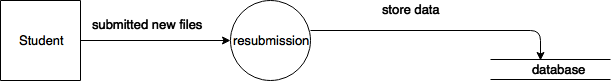 Student
submitted new files
resubmission
store data
database